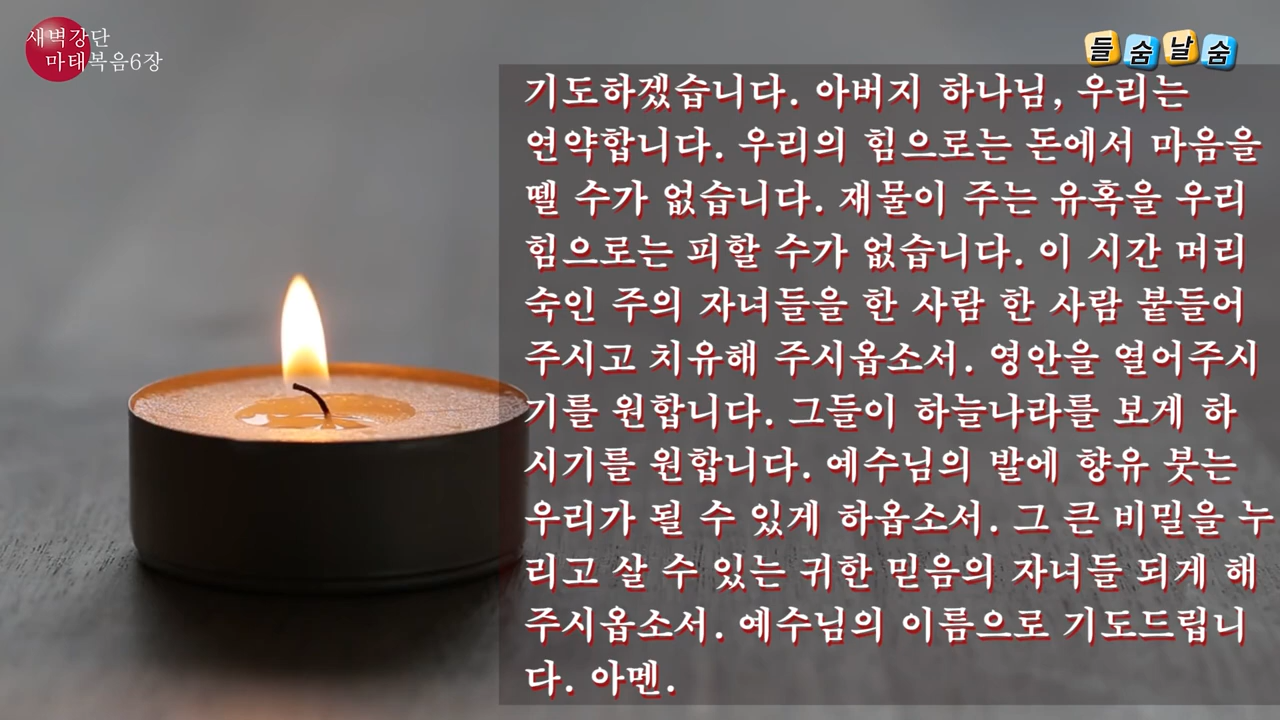 새벽강단
마태복음6장
들숨날숨
기도하겠습니다. 아버지 하나님, 우리는
연약합니다. 우리의 힘으로는 돈에서 마음을
뗄 수가 없습니다. 재물이 주는 유혹을 우리
힘으로는 피할 수가 없습니다. 이 시간 머리
숙인 주의 자녀들을 한 사람 한 사람 붙들어
주시고 치유해 주시옵소서. 영안을 열어주시
기를 원합니다. 그들이 하늘나라를 보게 하
시기를 원합니다. 예수님의 발에 향유 붓는
우리가 될 수 있게 하옵소서. 그 큰 비밀을 누
리고 살 수 있는 귀한 믿음의 자녀들 되게 해
주시옵소서. 예수님의 이름으로 기도드립니
다. 아멘.